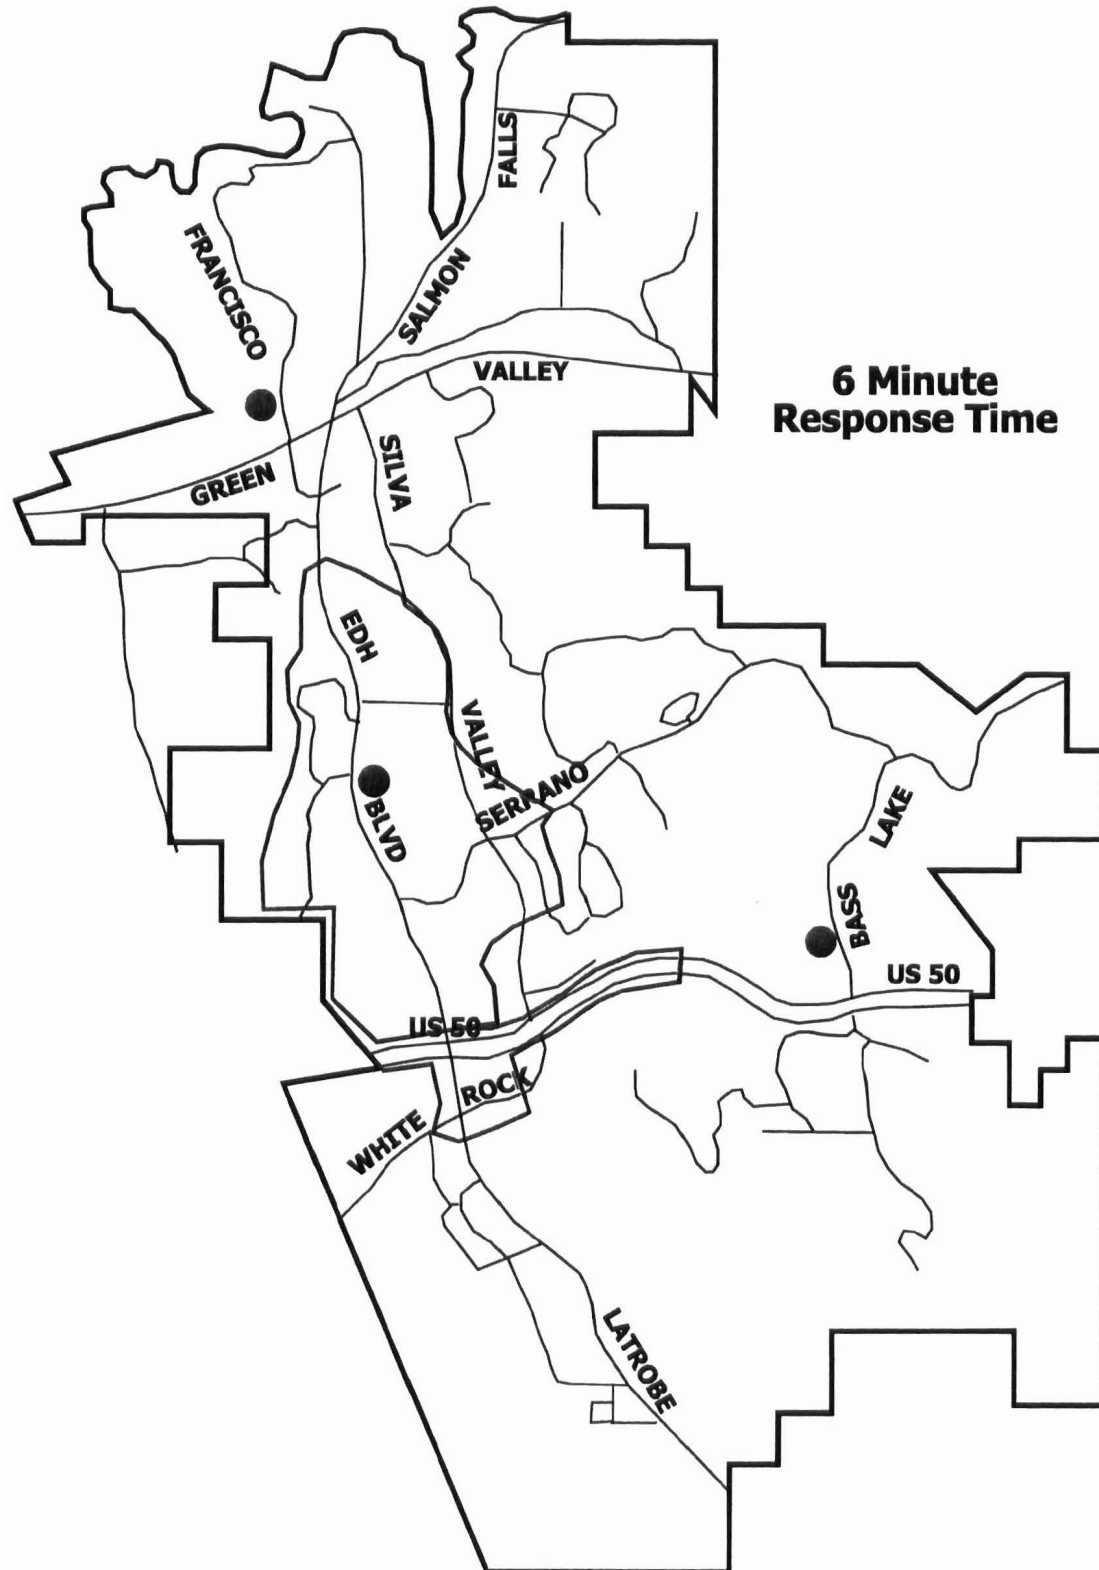 FALLS
FRANCISCO
SALMON
VALLEY
6 Minute
Response Time
SILVA
GREEN
EDH
VALLEY
SERRANO
BLVD
LAKE
BASS
US 50
US 50
ROCK
WHITE
LATROBE